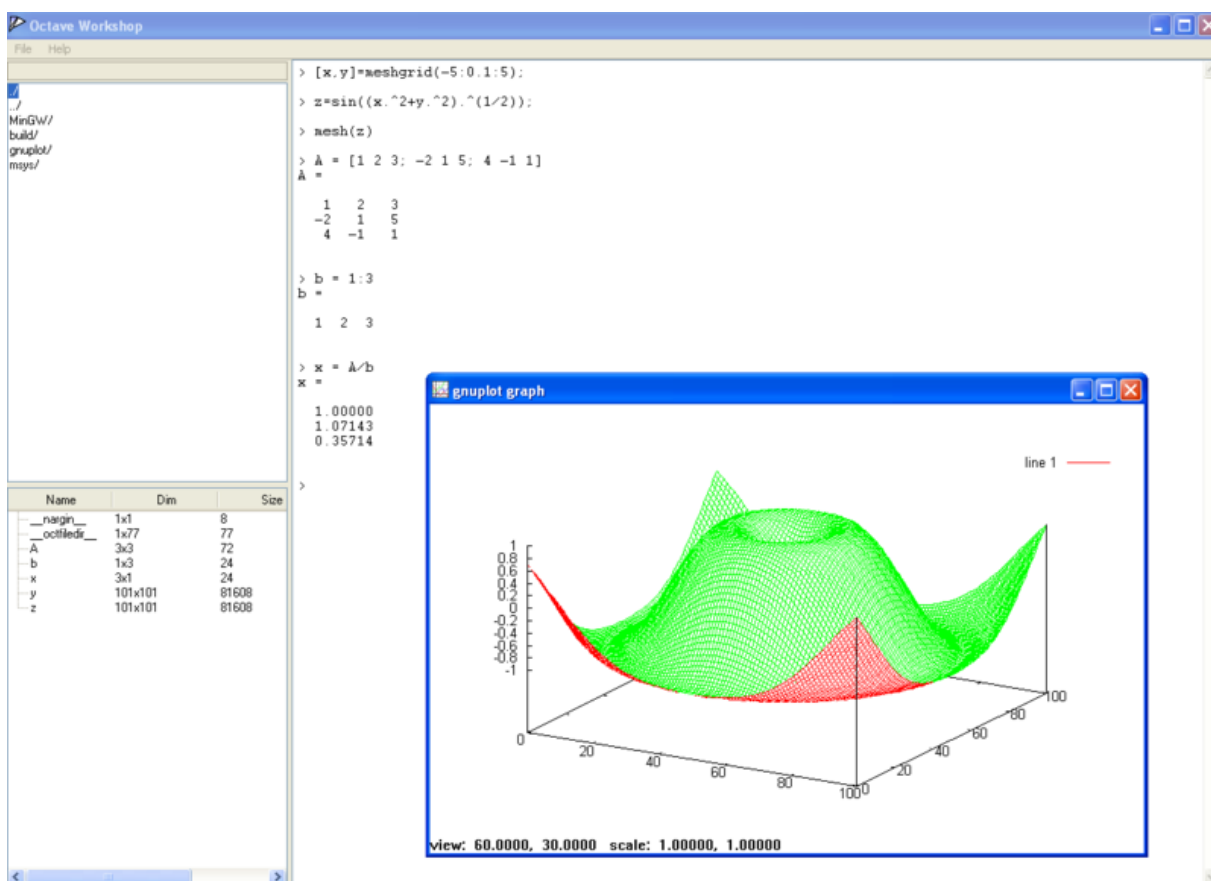 Octave Workshop
File Help
./
../
MinGW/
build/
gnuplot/
msys/
> [x,y]=meshgrid(-5:0.1:5);
> z=sin((x.^2+y.^2).^(1/2));
> mesh(z)
> A = [1 2 3; -2 1 5; 4 -1 1]
A =
1 2 3
-2 1 5
4 -1 1
> b = 1:3
b =
1 2 3
> x = A/b
x =
1.00000
1.07143
0.35714
>
Name Dim Size
__nargin__ 1x1 8
__octfiledir__ 1x77 77
A 3x3 72
b 1x3 24
x 3x1 24
y 101x101 81608
z 101x101 81608
gnuplot graph
line 1
1
0.8
0.6
0.4
0.2
0
-0.2
-0.4
-0.6
-0.8
-1
0 20 40 60 80 100
0 20 40 60 80 100
view: 60.0000, 30.0000 scale: 1.00000, 1.00000